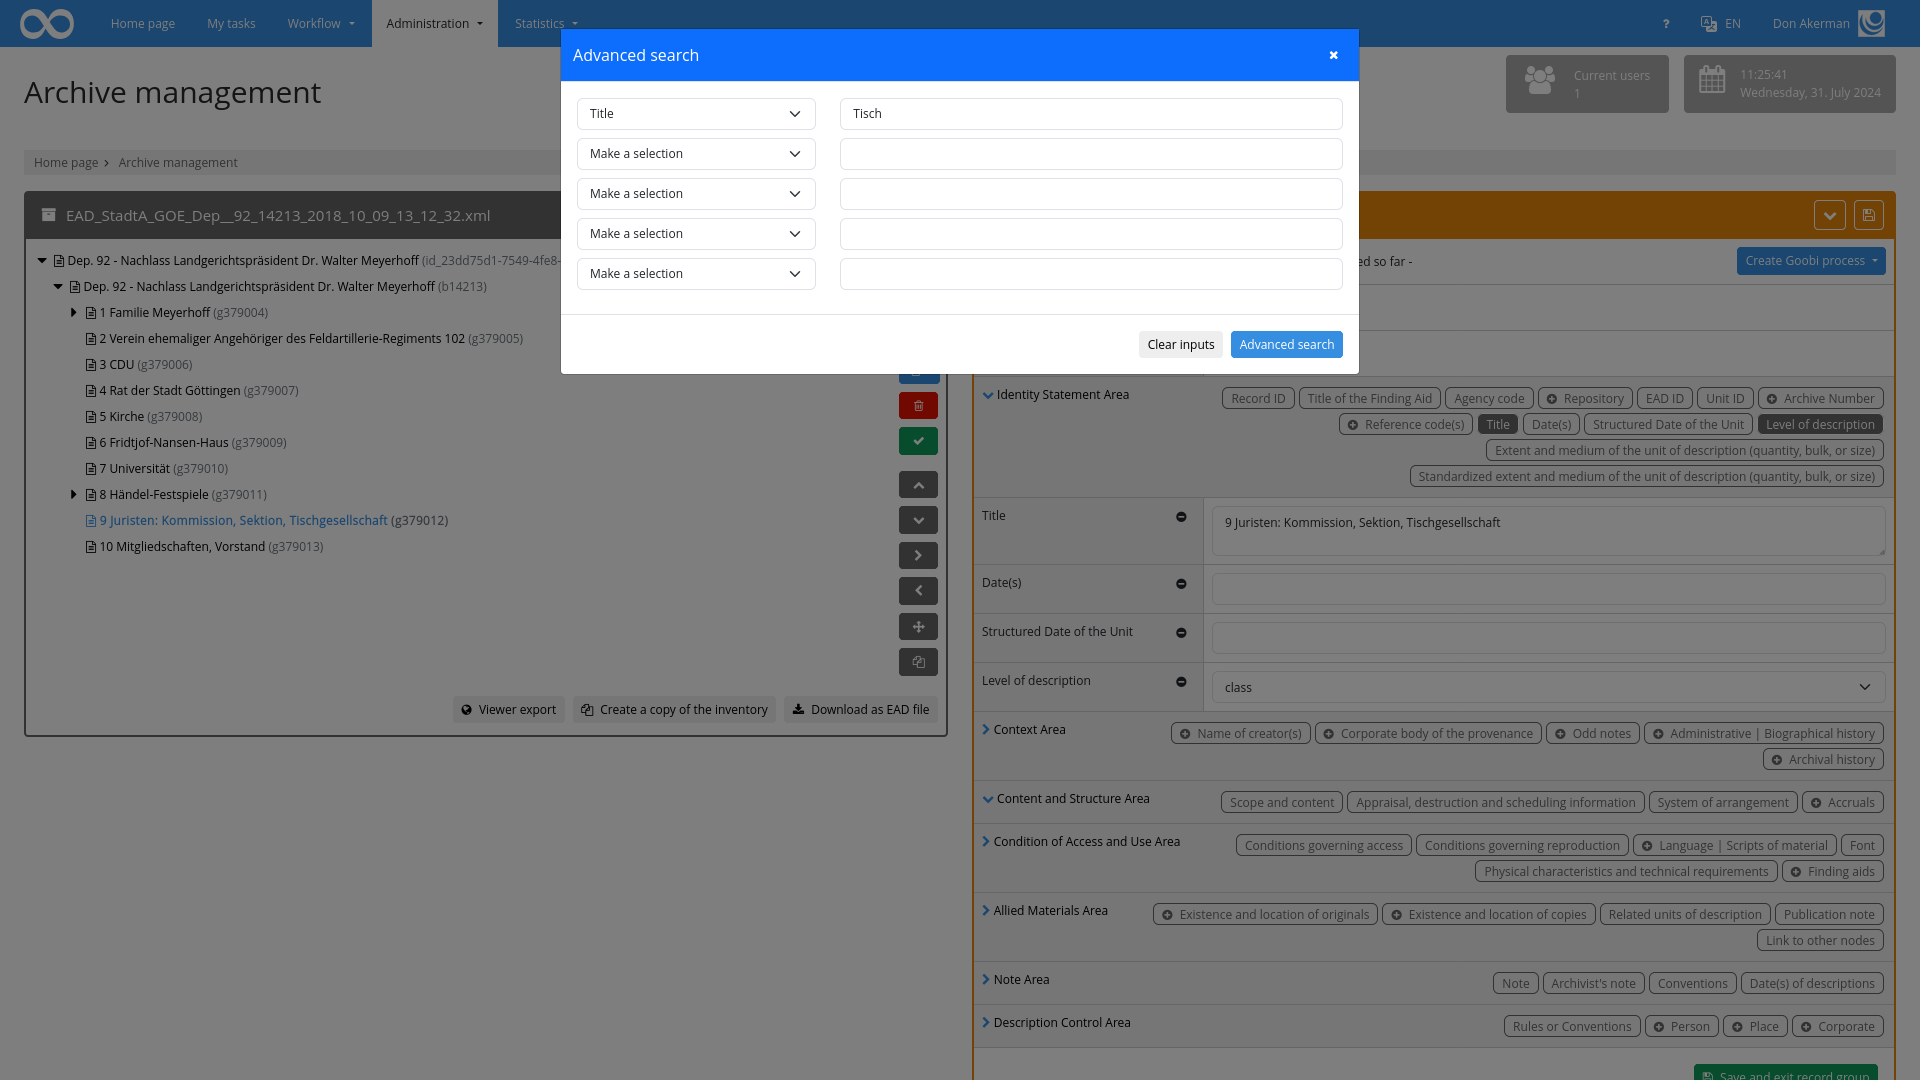 Home page
My tasks
Workflow
Administration
Statistics
?
EN
Don Akerman
Advanced search
Archive management
Current users
1
11:25:41
Wednesday, 31. July 2024
Title
Tisch
Make a selection
Make a selection
Make a selection
Make a selection
Clear inputs
Advanced search
Home page
Archive management
EAD_StadtA_GOE_Dep__92_14213_2018_10_09_13_12_32.xml
Dep. 92 - Nachlass Landgerichtspräsident Dr. Walter Meyerhoff (id_23dd75d1-7549-4fe8-
Dep. 92 - Nachlass Landgerichtspräsident Dr. Walter Meyerhoff (b14213)
1 Familie Meyerhoff (g379004)
2 Verein ehemaliger Angehöriger des Feldartillerie-Regiments 102 (g379005)
3 CDU (g379006)
4 Rat der Stadt Göttingen (g379007)
5 Kirche (g379008)
6 Fridtjof-Nansen-Haus (g379009)
7 Universität (g379010)
8 Händel-Festspiele (g379011)
9 Juristen: Kommission, Sektion, Tischgesellschaft (g379012)
10 Mitgliedschaften, Vorstand (g379013)
Viewer export
Create a copy of the inventory
Download as EAD file
ed so far -
Create Goobi process
Identity Statement Area
Record ID
Title of the Finding Aid
Agency code
Repository
EAD ID
Unit ID
Archive Number
Reference code(s)
Title
Date(s)
Structured Date of the Unit
Level of description
Extent and medium of the unit of description (quantity, bulk, or size)
Standardized extent and medium of the unit of description (quantity, bulk, or size)
Title
9 Juristen: Kommission, Sektion, Tischgesellschaft
Date(s)
Structured Date of the Unit
Level of description
class
Context Area
Name of creator(s)
Corporate body of the provenance
Odd notes
Administrative | Biographical history
Archival history
Content and Structure Area
Scope and content
Appraisal, destruction and scheduling information
System of arrangement
Accruals
Condition of Access and Use Area
Conditions governing access
Conditions governing reproduction
Language | Scripts of material
Font
Physical characteristics and technical requirements
Finding aids
Allied Materials Area
Existence and location of originals
Existence and location of copies
Related units of description
Publication note
Link to other nodes
Note Area
Note
Archivist's note
Conventions
Date(s) of descriptions
Description Control Area
Rules or Conventions
Person
Place
Corporate
Save and exit record group